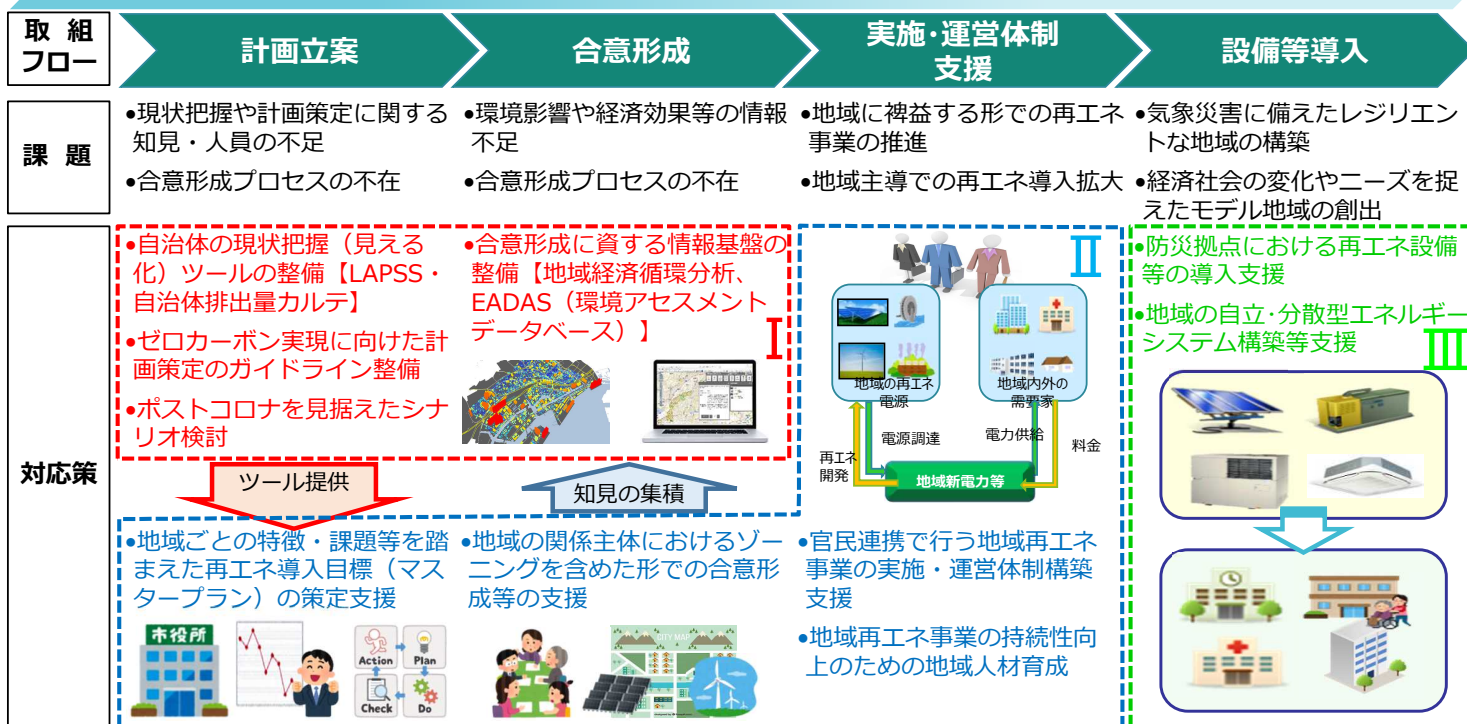 取 組
フロー
計画立案
合意形成
実施･運営体制
支援
設備等導入
課 題
•現状把握や計画策定に関する
知見・人員の不足
•合意形成プロセスの不在
•環境影響や経済効果等の情報
不足
•合意形成プロセスの不在
•地域に裨益する形での再エネ
事業の推進
•地域主導での再エネ導入拡大
•気象災害に備えたレジリエン
トな地域の構築
•経済社会の変化やニーズを捉
えたモデル地域の創出
対応策
•自治体の現状把握（見える
化）ツールの整備【LAPSS・
自治体排出量カルテ】
•ゼロカーボン実現に向けた計
画策定のガイドライン整備
•ポストコロナを見据えたシナ
リオ検討
•合意形成に資する情報基盤の
整備【地域経済循環分析、
EADAS（環境アセスメント
データベース）】
Ⅰ
ツール提供
知見の集積
Ⅱ
地域の再エネ
電源
地域内外の
需要家
再エネ
開発
電源調達
電力供給
料金
地域新電力等
•地域ごとの特徴・課題等を踏
まえた再エネ導入目標（マス
タープラン）の策定支援
市役所
Action
Plan
Check
Do
•地域の関係主体におけるゾー
ニングを含めた形での合意形
成等の支援
CITY MAP
•官民連携で行う地域再エネ
事業の実施・運営体制構築
支援
•地域再エネ事業の持続性向
上のための地域人材育成
•防災拠点における再エネ設備
等の導入支援
•地域の自立･分散型エネルギー
システム構築等支援
Ⅲ